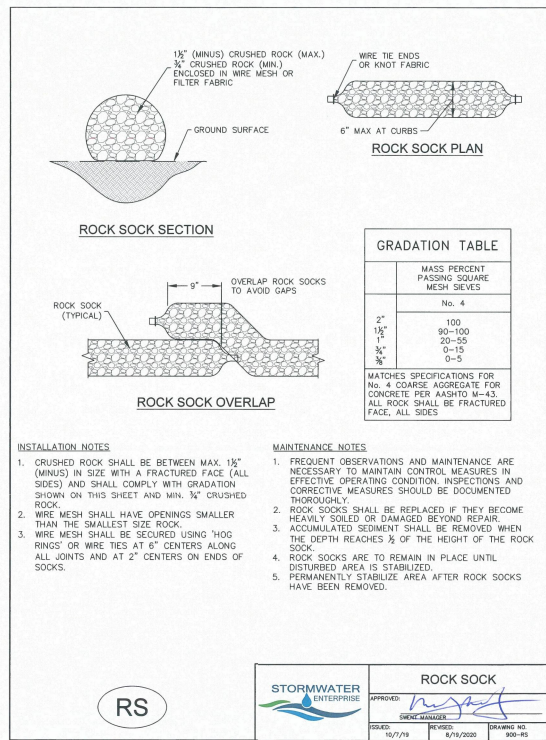 1½" (MINUS) CRUSHED ROCK (MAX.)
¾" CRUSHED ROCK (MIN.)
ENCLOSED IN WIRE MESH OR
FILTER FABRIC
GROUND SURFACE
ROCK SOCK SECTION
WIRE TIE ENDS
OR KNOT FABRIC
6" MAX AT CURBS
ROCK SOCK PLAN
9"
OVERLAP ROCK SOCKS
TO AVOID GAPS
ROCK SOCK
(TYPICAL)
ROCK SOCK OVERLAP
GRADATION TABLE
MASS PERCENT
PASSING SQUARE
MESH SIEVES
No. 4
2" 100
1½" 90-100
1" 20-55
¾" 0-15
⅜" 0-5
MATCHES SPECIFICATIONS FOR
No. 4 COARSE AGGREGATE FOR
CONCRETE PER AASHTO M-43.
ALL ROCK SHALL BE FRACTURED
FACE, ALL SIDES
INSTALLATION NOTES
1. CRUSHED ROCK SHALL BE BETWEEN MAX. 1½"
(MINUS) IN SIZE WITH A FRACTURED FACE (ALL
SIDES) AND SHALL COMPLY WITH GRADATION
SHOWN ON THIS SHEET AND MIN. ¾" CRUSHED
ROCK.
2. WIRE MESH SHALL HAVE OPENINGS SMALLER
THAN THE SMALLEST SIZE ROCK.
3. WIRE MESH SHALL BE SECURED USING 'HOG
RINGS' OR WIRE TIES AT 6" CENTERS ALONG
ALL JOINTS AND AT 2" CENTERS ON ENDS OF
SOCKS.
MAINTENANCE NOTES
1. FREQUENT OBSERVATIONS AND MAINTENANCE ARE
NECESSARY TO MAINTAIN CONTROL MEASURES IN
EFFECTIVE OPERATING CONDITION. INSPECTIONS AND
CORRECTIVE MEASURES SHOULD BE DOCUMENTED
THOROUGHLY.
2. ROCK SOCKS SHALL BE REPLACED IF THEY BECOME
HEAVILY SOILED OR DAMAGED BEYOND REPAIR.
3. ACCUMULATED SEDIMENT SHALL BE REMOVED WHEN
THE DEPTH REACHES ½ OF THE HEIGHT OF THE ROCK
SOCK.
4. ROCK SOCKS ARE TO REMAIN IN PLACE UNTIL
DISTURBED AREA IS STABILIZED.
5. PERMANENTLY STABILIZE AREA AFTER ROCK SOCKS
HAVE BEEN REMOVED.
RS
STORMWATER
ENTERPRISE
ROCK SOCK
APPROVED:
SWENT MANAGER
ISSUED: REVISED: DRAWING NO.
10/7/19 8/19/2020 900-RS